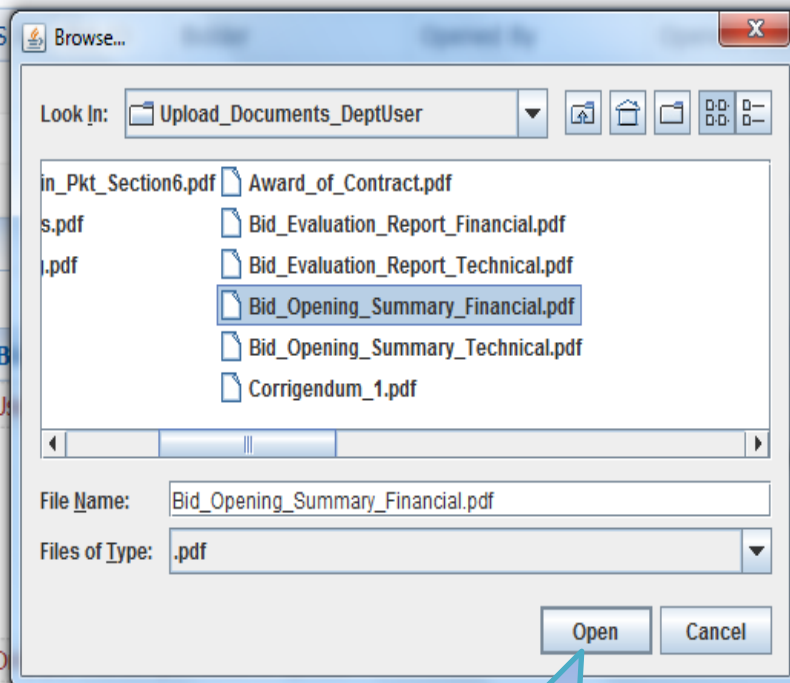 Browse...
Look In: Upload_Documents_DeptUser
in_Pkt_Section6.pdf Award_of_Contract.pdf
s.pdf Bid_Evaluation_Report_Financial.pdf
.pdf Bid_Evaluation_Report_Technical.pdf
Bid_Opening_Summary_Financial.pdf
Bid_Opening_Summary_Technical.pdf
Corrigendum_1.pdf
File Name: Bid_Opening_Summary_Financial.pdf
Files of Type: .pdf
Open Cancel